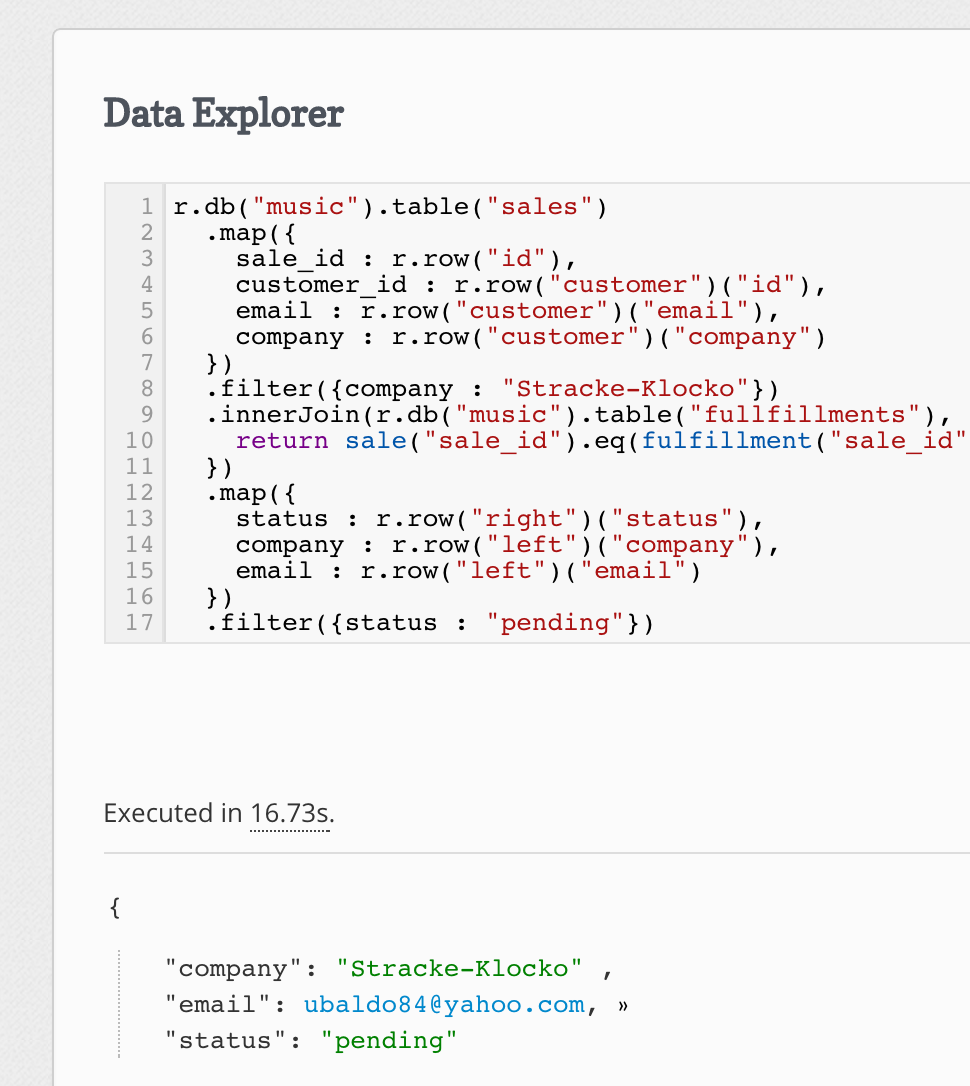 Data Explorer
1 r.db("music").table("sales")
2 .map({
3 sale_id : r.row("id"),
4 customer_id : r.row("customer")("id"),
5 email : r.row("customer")("email"),
6 company : r.row("customer")("company")
7 })
8 .filter({company : "Stracke-Klocko"})
9 .innerJoin(r.db("music").table("fullfillments"),
10 return sale("sale_id").eq(fulfillment("sale_id"
11 })
12 .map({
13 status : r.row("right")("status"),
14 company : r.row("left")("company"),
15 email : r.row("left")("email")
16 })
17 .filter({status : "pending"})
Executed in 16.73s.
{
"company": "Stracke-Klocko" ,
"email": ubaldo84@yahoo.com, »
"status": "pending"